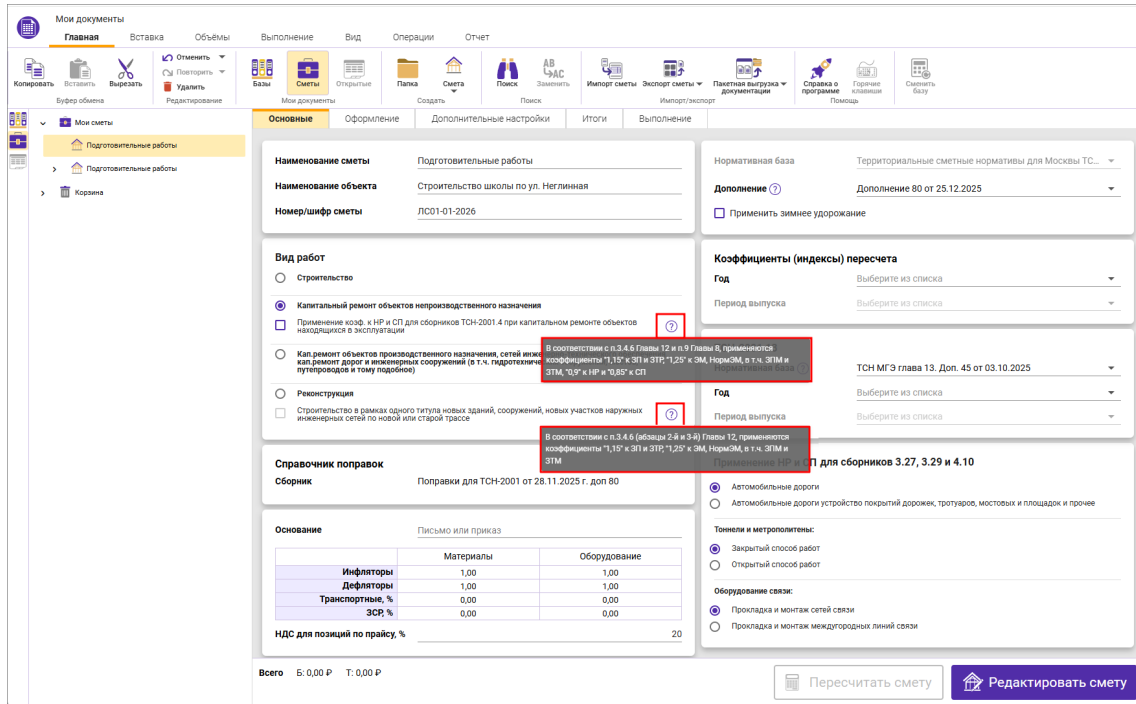 Мои документы
Главная Вставка Объёмы Выполнение Вид Операции Отчет
Копировать Вставить Вырезать Отменить Повторить Удалить Базы Сметы Открытые Папка Смета Поиск AB AC Заменить Импорт сметы Экспорт сметы Пакетная выгрузка документации Справка о программе Горячие клавиши Сменить базу
Буфер обмена Редактирование Мои документы Создать Поиск Импорт/экспорт Помощь
Мои сметы
Подготовительные работы
Подготовительные работы
Корзина
Основные Оформление Дополнительные настройки Итоги Выполнение
Наименование сметы Подготовительные работы
Наименование объекта Строительство школы по ул. Неглинная
Номер/шифр сметы ЛС01-01-2026
Вид работ
Строительство
Капитальный ремонт объектов непроизводственного назначения
Применение коэф. к НР и СП для сборников ТСН-2001.4 при капитальном ремонте объектов
находящихся в эксплуатации ?
В соответствии с п.3.4.6 Главы 12 и п.9 Главы 8, применяются
коэффициенты "1,15" к ЗП и ЗТР, "1,25" к ЭМ, НормЭМ, в т.ч. ЗПМ и
ЗТМ, "0,9" к НР и "0,85" к СП
Кап.ремонт объектов производственного назначения, сетей
кап.ремонт дорог и инженерных сооружений (в т.ч.
путепроводов и тому подобное)
Реконструкция
Строительство в рамках одного титула новых зданий, сооружений, новых участков наружных
инженерных сетей по новой или старой трассе ?
В соответствии с п.3.4.6 (абзацы 2-й и 3-й) Главы 12, применяются
коэффициенты "1,15" к ЗП и ЗТР, "1,25" к ЭМ, НормЭМ, в т.ч. ЗПМ и
ЗТМ
Справочник поправок
Сборник Поправки для ТСН-2001 от 28.11.2025 г. доп 80
Основание Письмо или приказ
Материалы Оборудование
Инфляторы 1,00 1,00
Дефляторы 1,00 1,00
Транспортные, % 0,00 0,00
ЗСР, % 0,00 0,00
НДС для позиций по прайсу, % 20
Нормативная база Территориальные сметные нормативы для Москвы ТС...
Дополнение ? Дополнение 80 от 25.12.2025
Применить зимнее удорожание
Коэффициенты (индексы) пересчета
Год Выберите из списка
Период выпуска Выберите из списка
Нормативная база ? ТСН МГЭ глава 13. Доп. 45 от 03.10.2025
Год Выберите из списка
Период выпуска Выберите из списка
Применение НР и СП для сборников 3.27, 3.29 и 4.10
Автомобильные дороги
Автомобильные дороги устройство покрытий дорожек, тротуаров, мостовых и площадок и прочее
Тоннели и метрополитены:
Закрытый способ работ
Открытый способ работ
Оборудование связи:
Прокладка и монтаж сетей связи
Прокладка и монтаж междугородных линий связи
Всего Б: 0,00 ₽ Т: 0,00 ₽
Пересчитать смету Редактировать смету